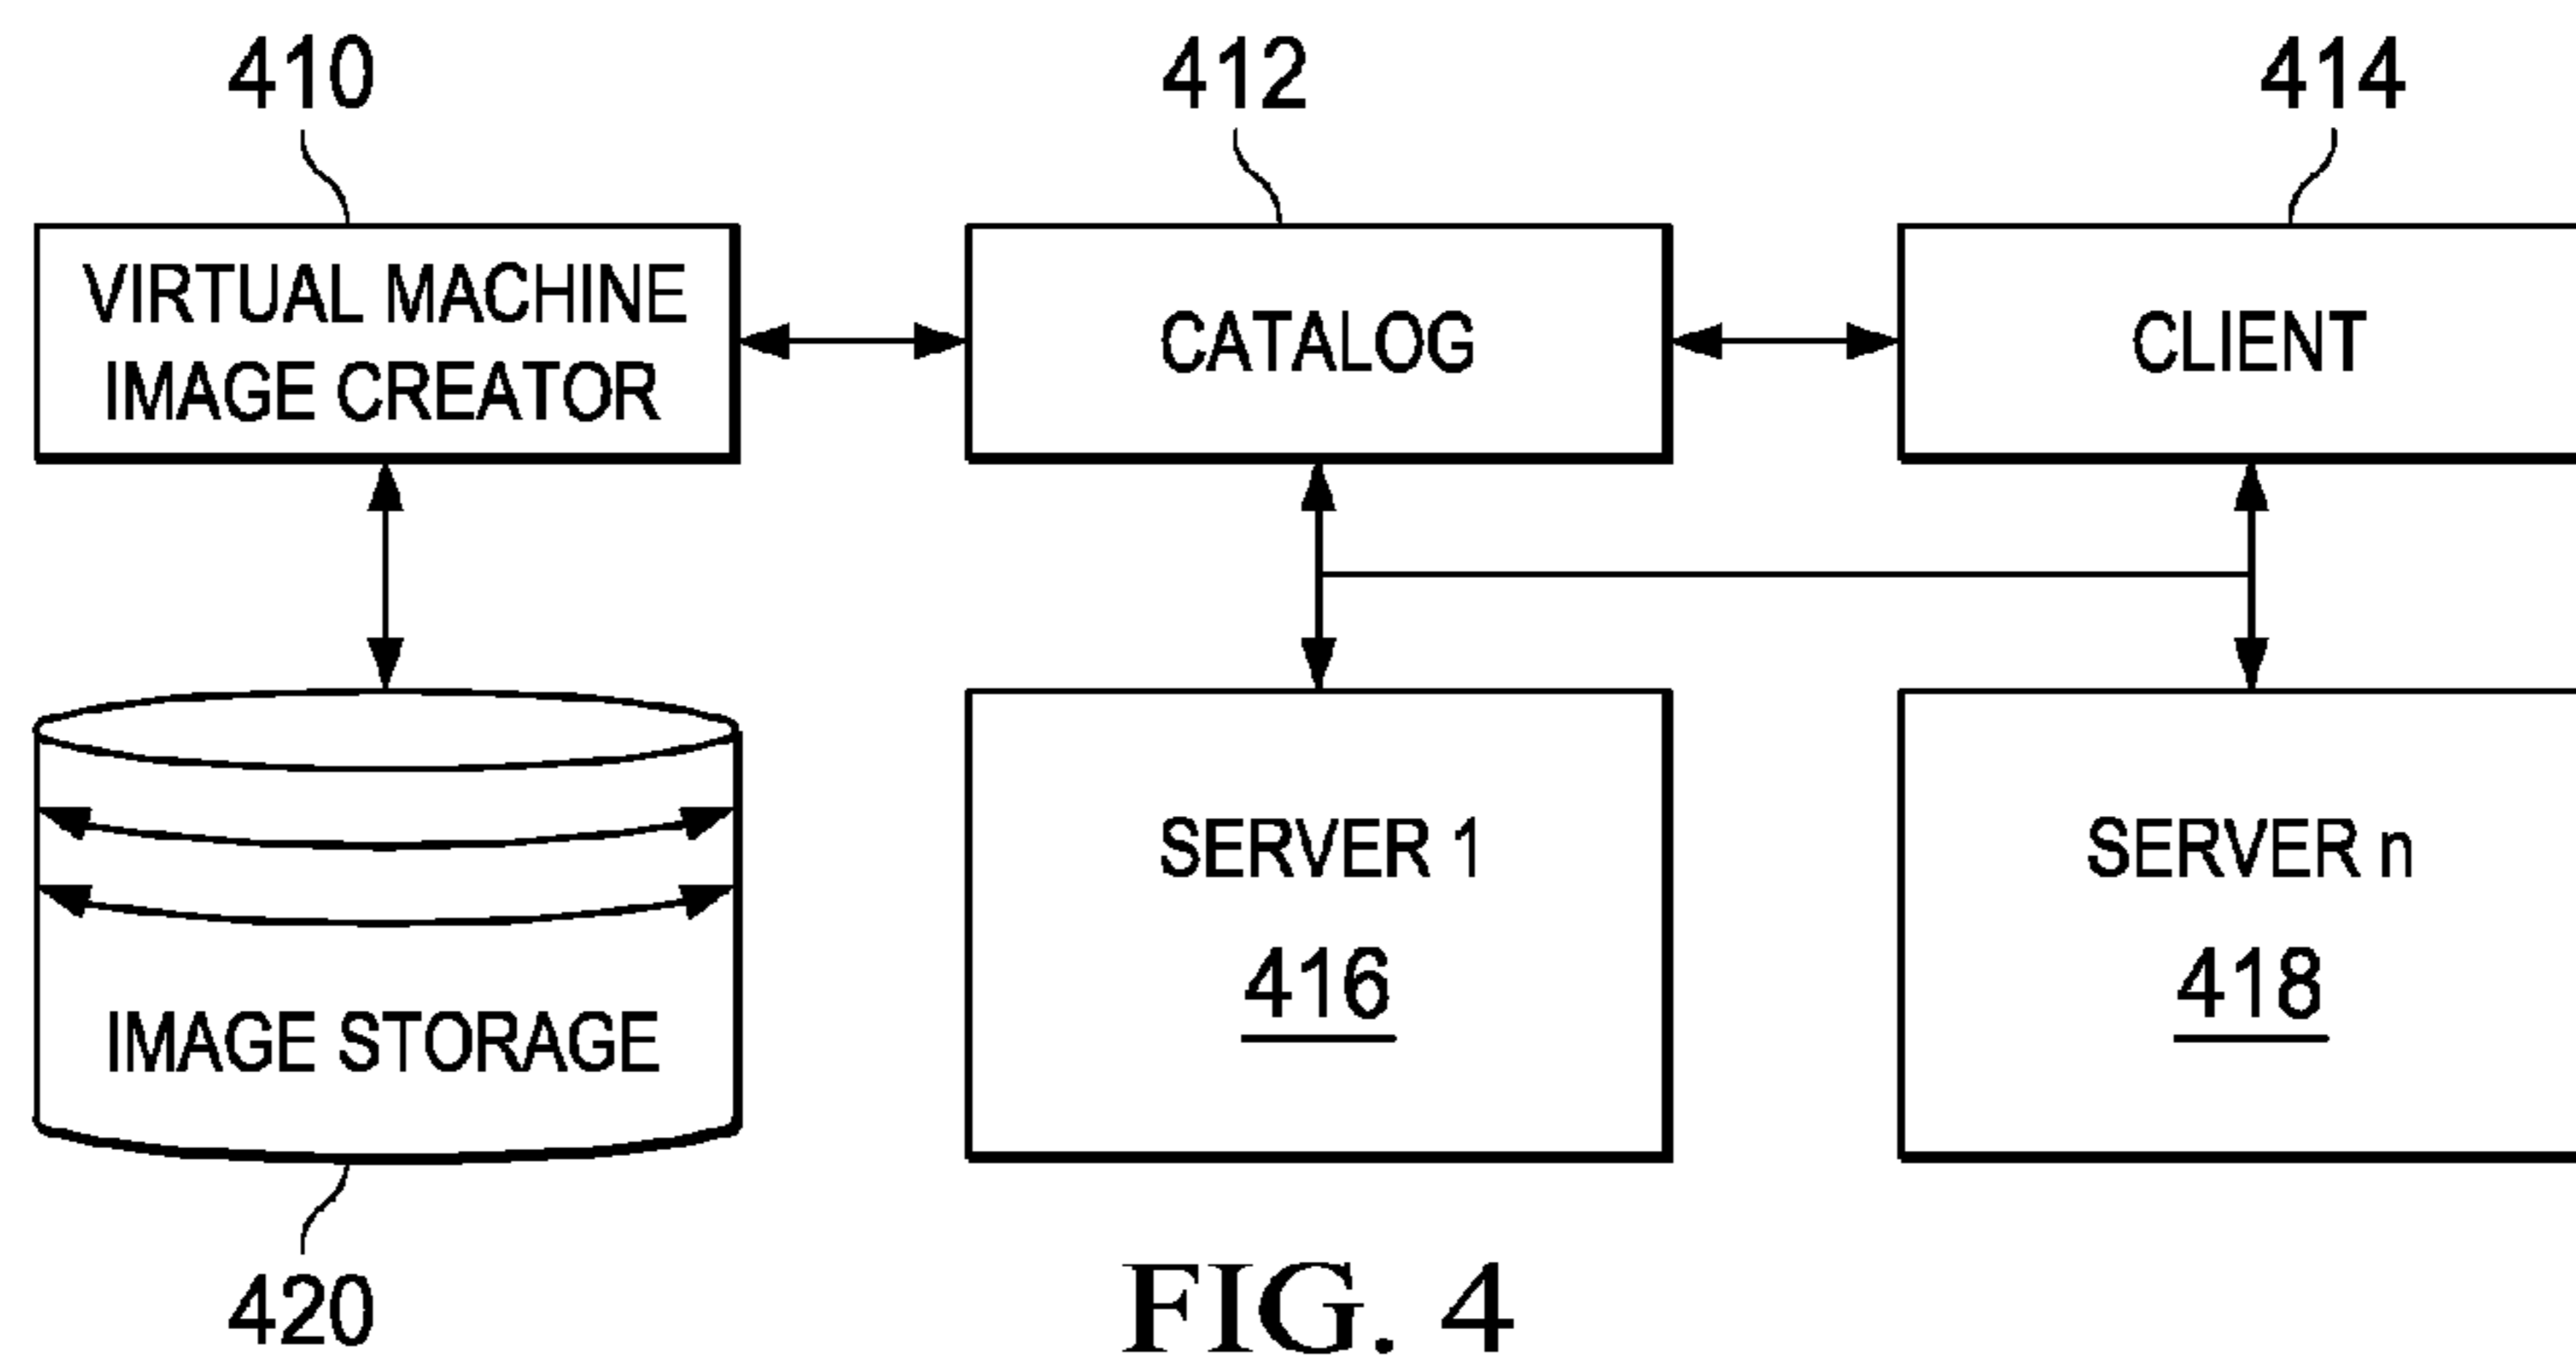 410
412
414
VIRTUAL MACHINE
IMAGE CREATOR
CATALOG
CLIENT
SERVER 1
416
SERVER n
418
IMAGE STORAGE
420
FIG. 4